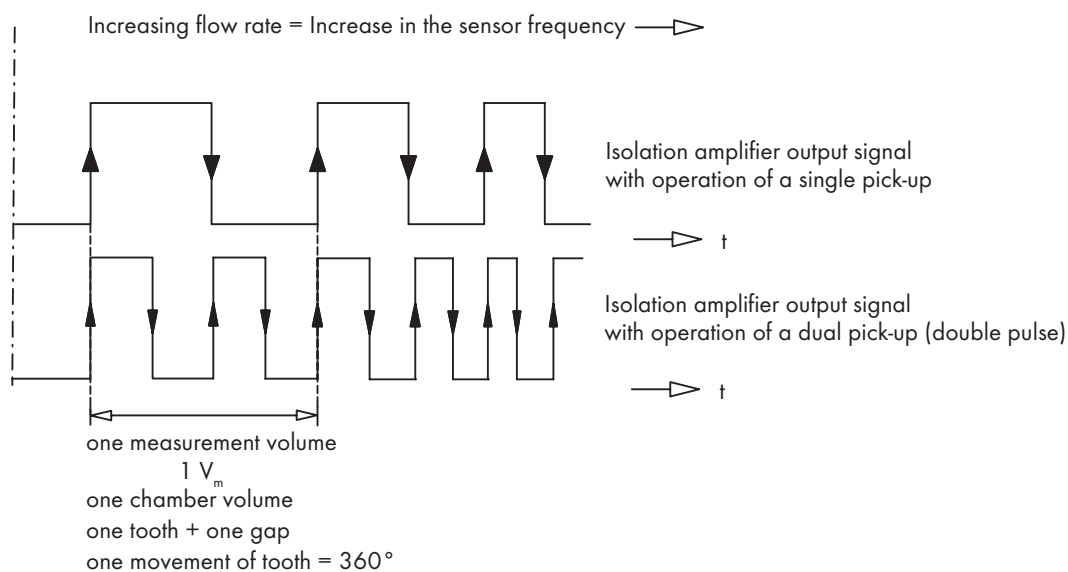 Increasing flow rate = Increase in the sensor frequency
Isolation amplifier output signal
with operation of a single pick-up
t
Isolation amplifier output signal
with operation of a dual pick-up (double pulse)
t
one measurement volume
1 Vm
one chamber volume
one tooth + one gap
one movement of tooth = 360°